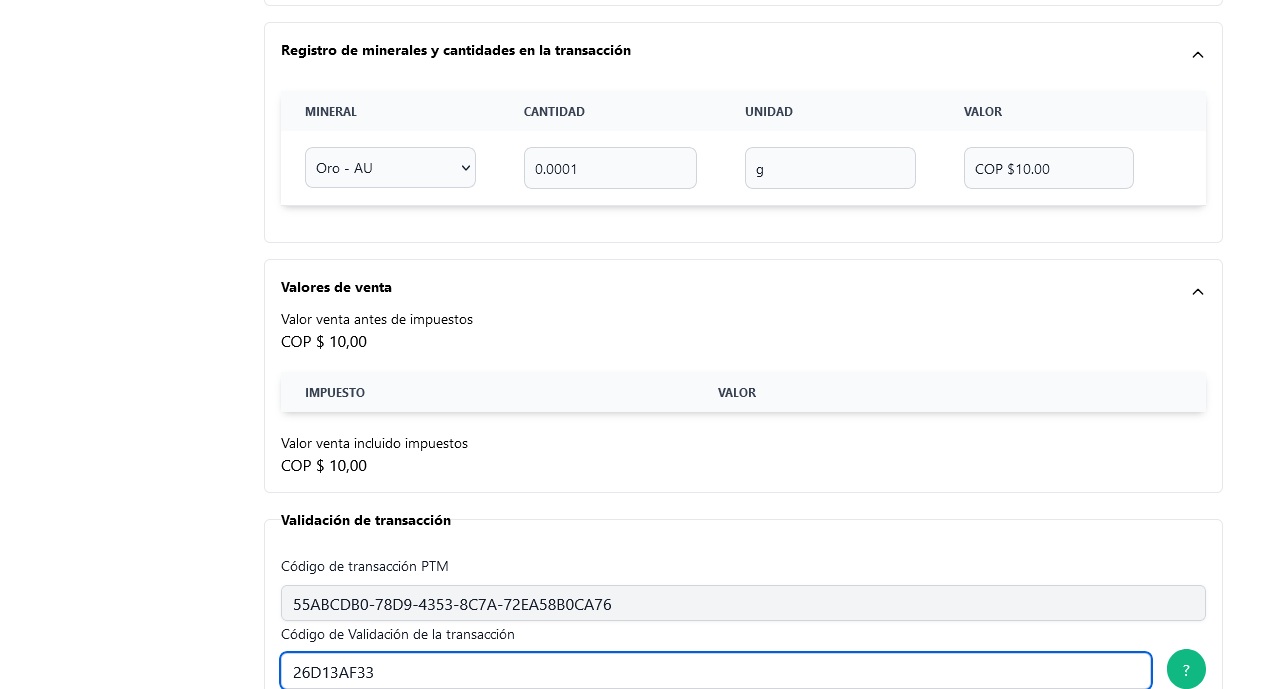 Registro de minerales y cantidades en la transacción
MINERAL CANTIDAD UNIDAD VALOR
Oro - AU 0.0001 g COP $10.00
Valores de venta
Valor venta antes de impuestos
COP $ 10,00
IMPUESTO VALOR
Valor venta incluido impuestos
COP $ 10,00
Validación de transacción
Código de transacción PTM
55ABCDB0-78D9-4353-8C7A-72EA58B0CA76
Código de Validación de la transacción
26D13AF33 ?